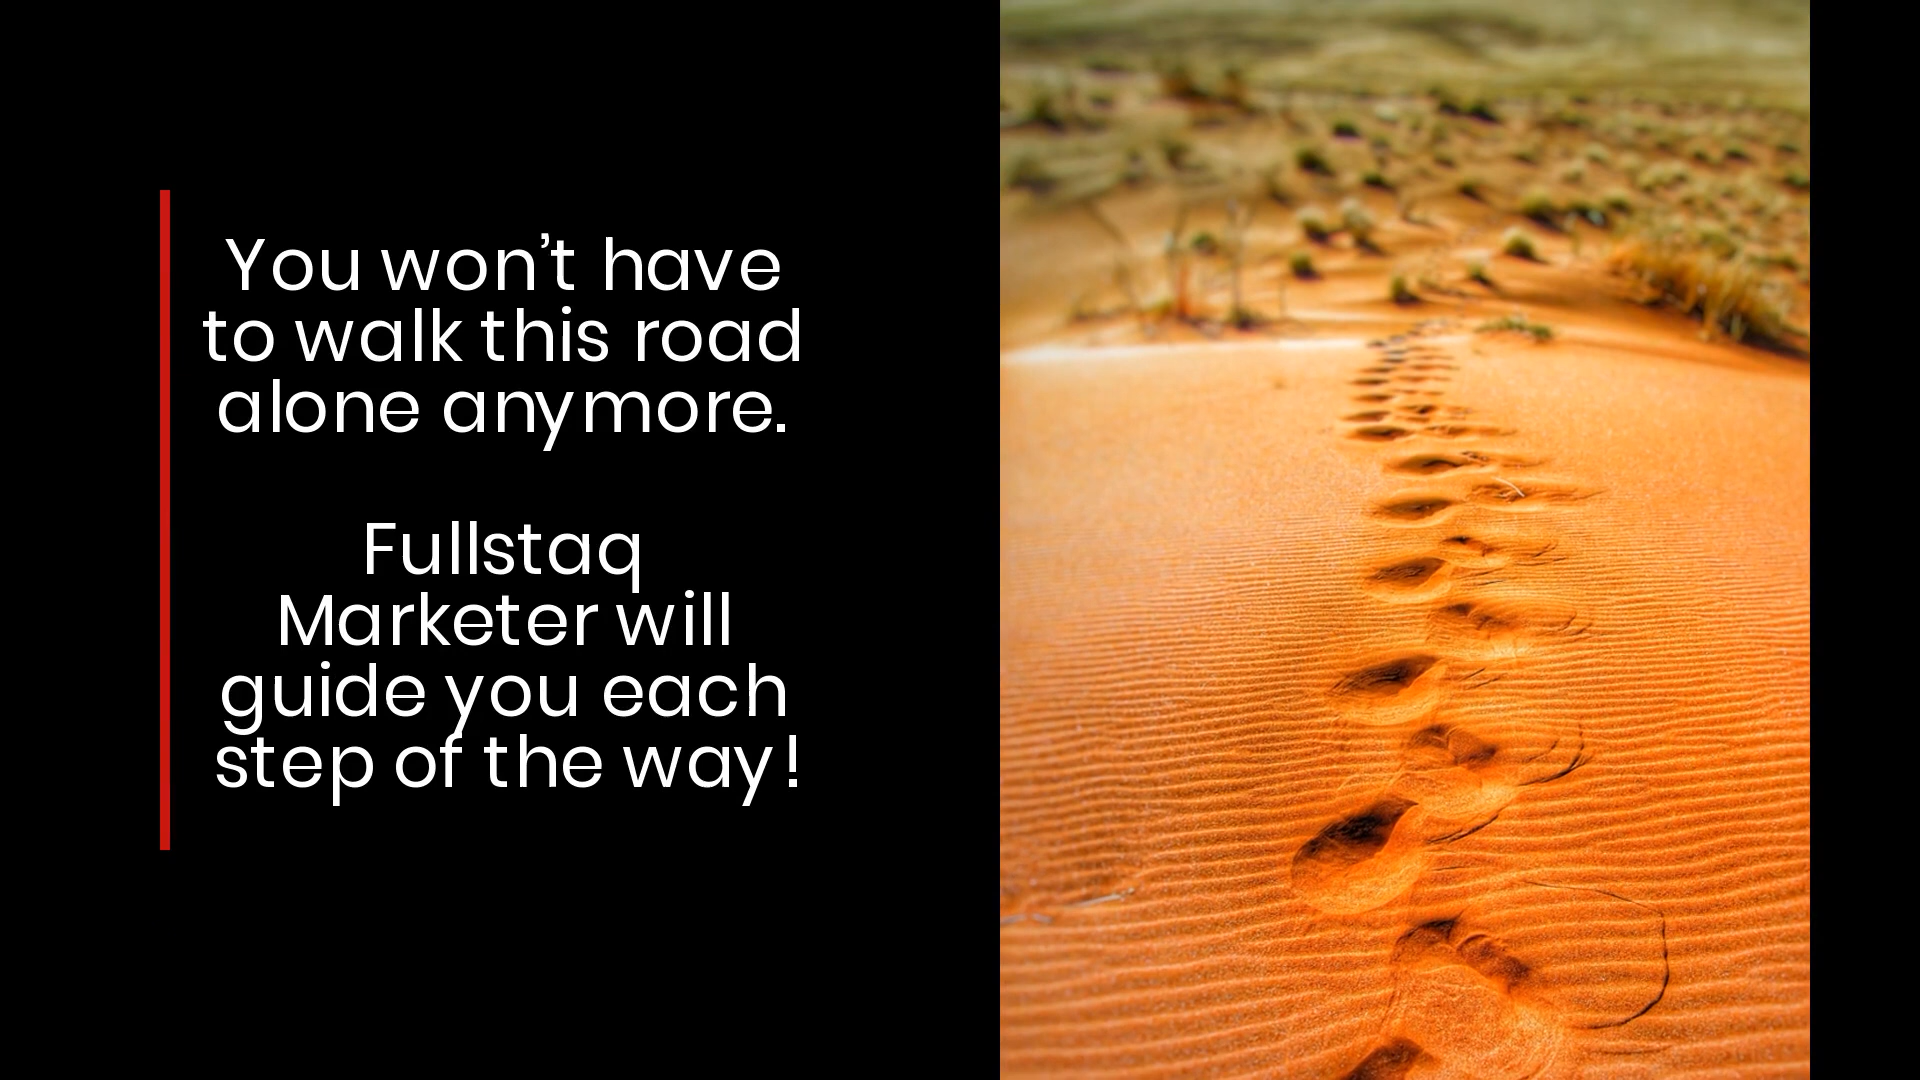 You won’t have
to walk this road
alone anymore.
Fullstaq
Marketer will
guide you each
step of the way!